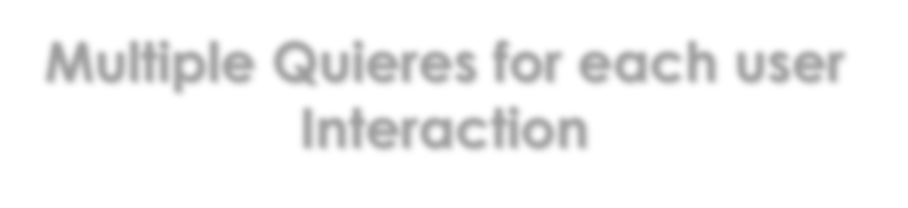 Multiple Quieres for each user
Interaction